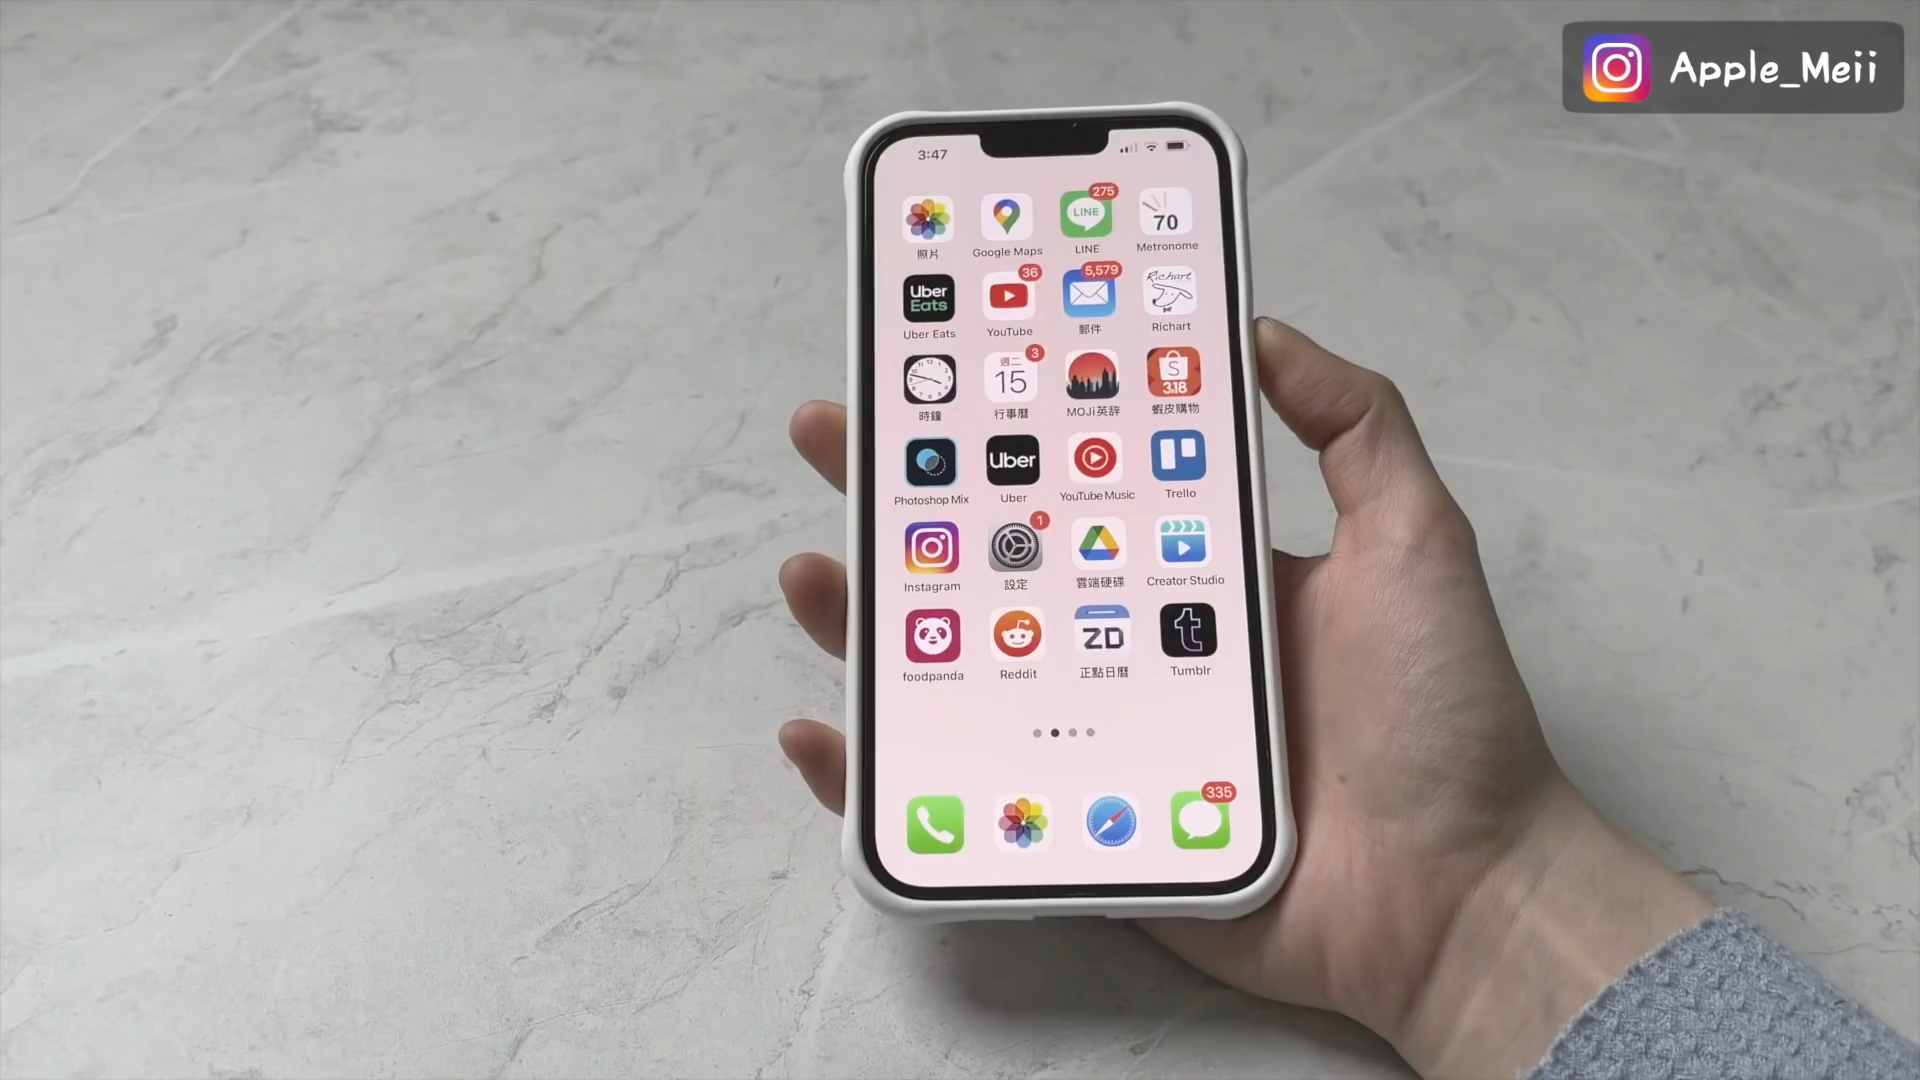 Apple_Meii
3:47
275
LINE
70
照片
Google Maps
LINE
Metronome
Uber
Eats
36
5,579
Richart
Uber Eats
YouTube
郵件
Richart
週二
15
3
S
3.18
時鐘
行事曆
MOJi英辞
蝦皮購物
Uber
Photoshop Mix
Uber
YouTube Music
Trello
1
Instagram
設定
雲端硬碟
Creator Studio
ZD
t
foodpanda
Reddit
正點日曆
Tumblr
335